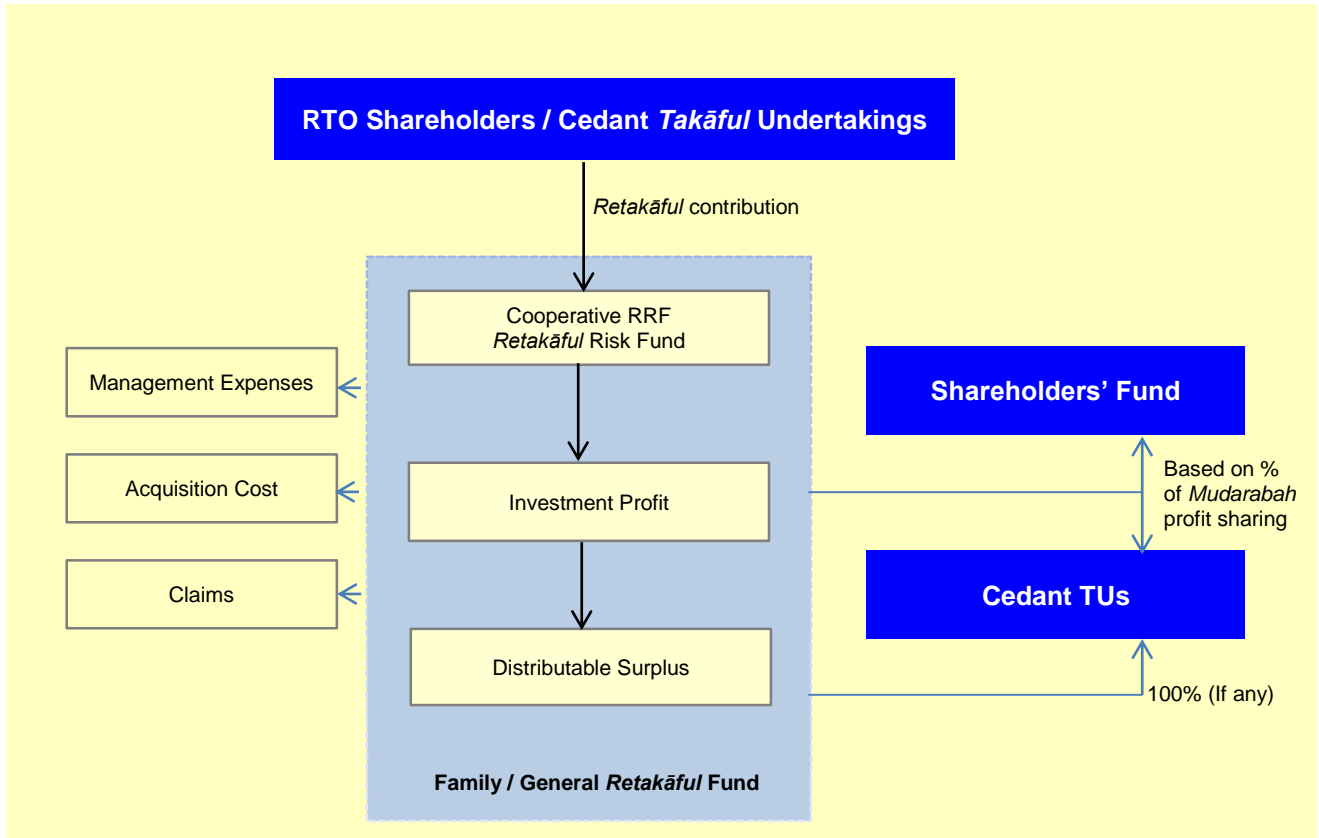 RTO Shareholders / Cedant Takāful Undertakings
Retakāful contribution
Cooperative RRF
Retakāful Risk Fund
Management Expenses
Shareholders’ Fund
Acquisition Cost
Investment Profit
Based on %
of Mudarabah
profit sharing
Claims
Cedant TUs
Distributable Surplus
100% (If any)
Family / General Retakāful Fund